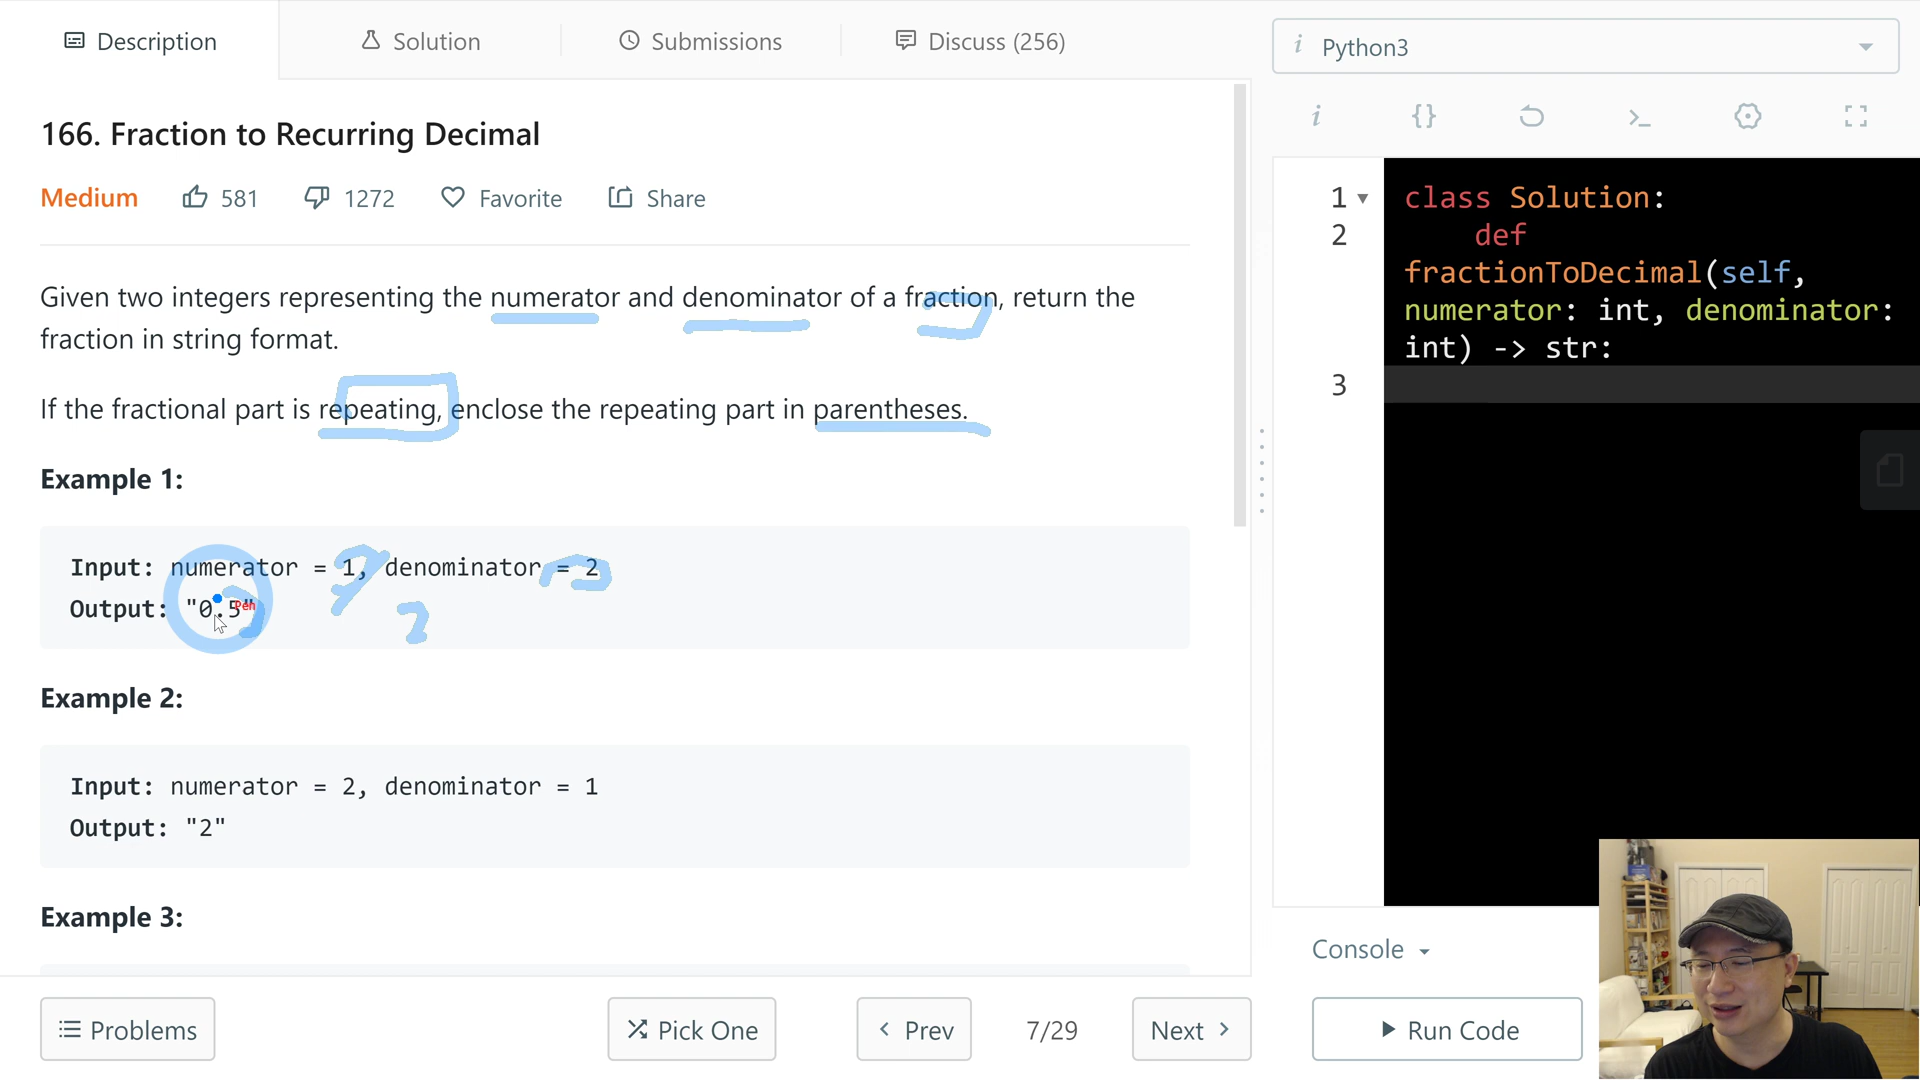 Description
Solution
Submissions
Discuss (256)
Python3
166. Fraction to Recurring Decimal
Medium
581
1272
Favorite
Share
Given two integers representing the numerator and denominator of a fraction, return the
fraction in string format.
If the fractional part is repeating, enclose the repeating part in parentheses.
Example 1:
Input: numerator = 1, denominator = 2
Output: "0.5"
Pen
Example 2:
Input: numerator = 2, denominator = 1
Output: "2"
Example 3:
1
2
3
class Solution:
def
fractionToDecimal(self,
numerator: int, denominator:
int) -> str:
Console
Problems
Pick One
Prev
7/29
Next
Run Code